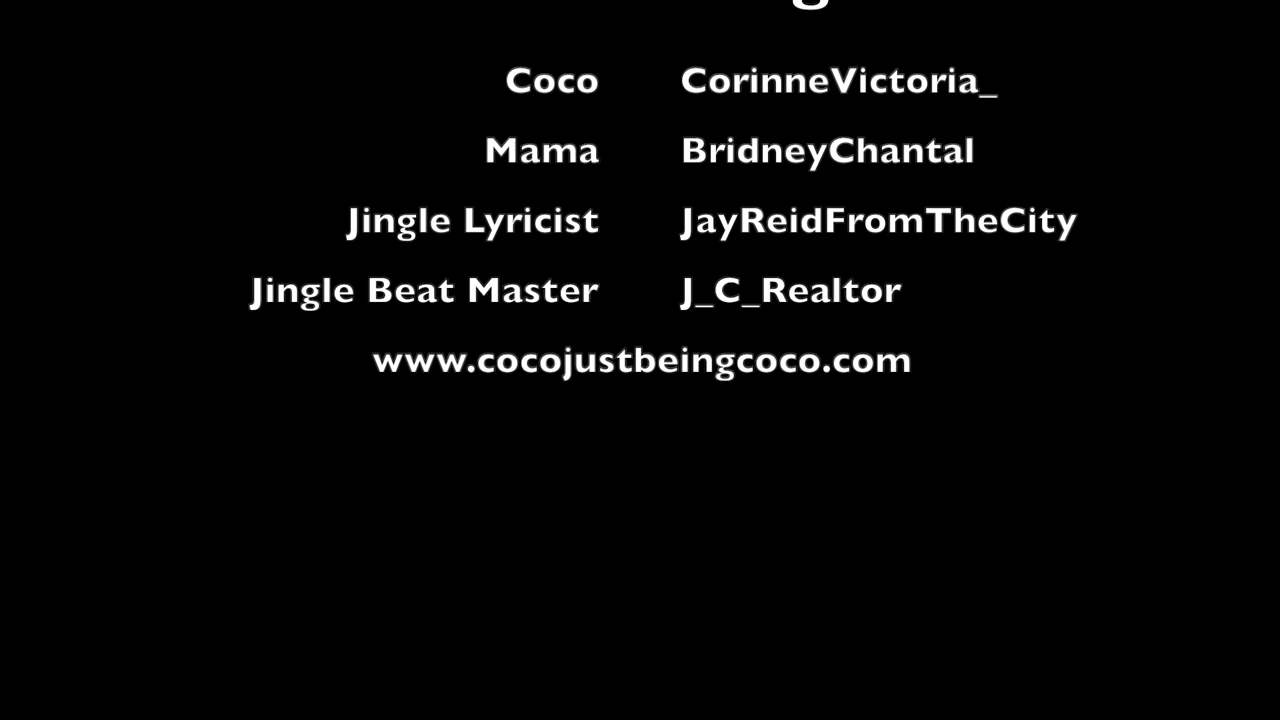 Coco CorinneVictoria_
Mama BridneyChantal
Jingle Lyricist JayReidFromTheCity
Jingle Beat Master J_C_Realtor
www.cocojustbeingcoco.com